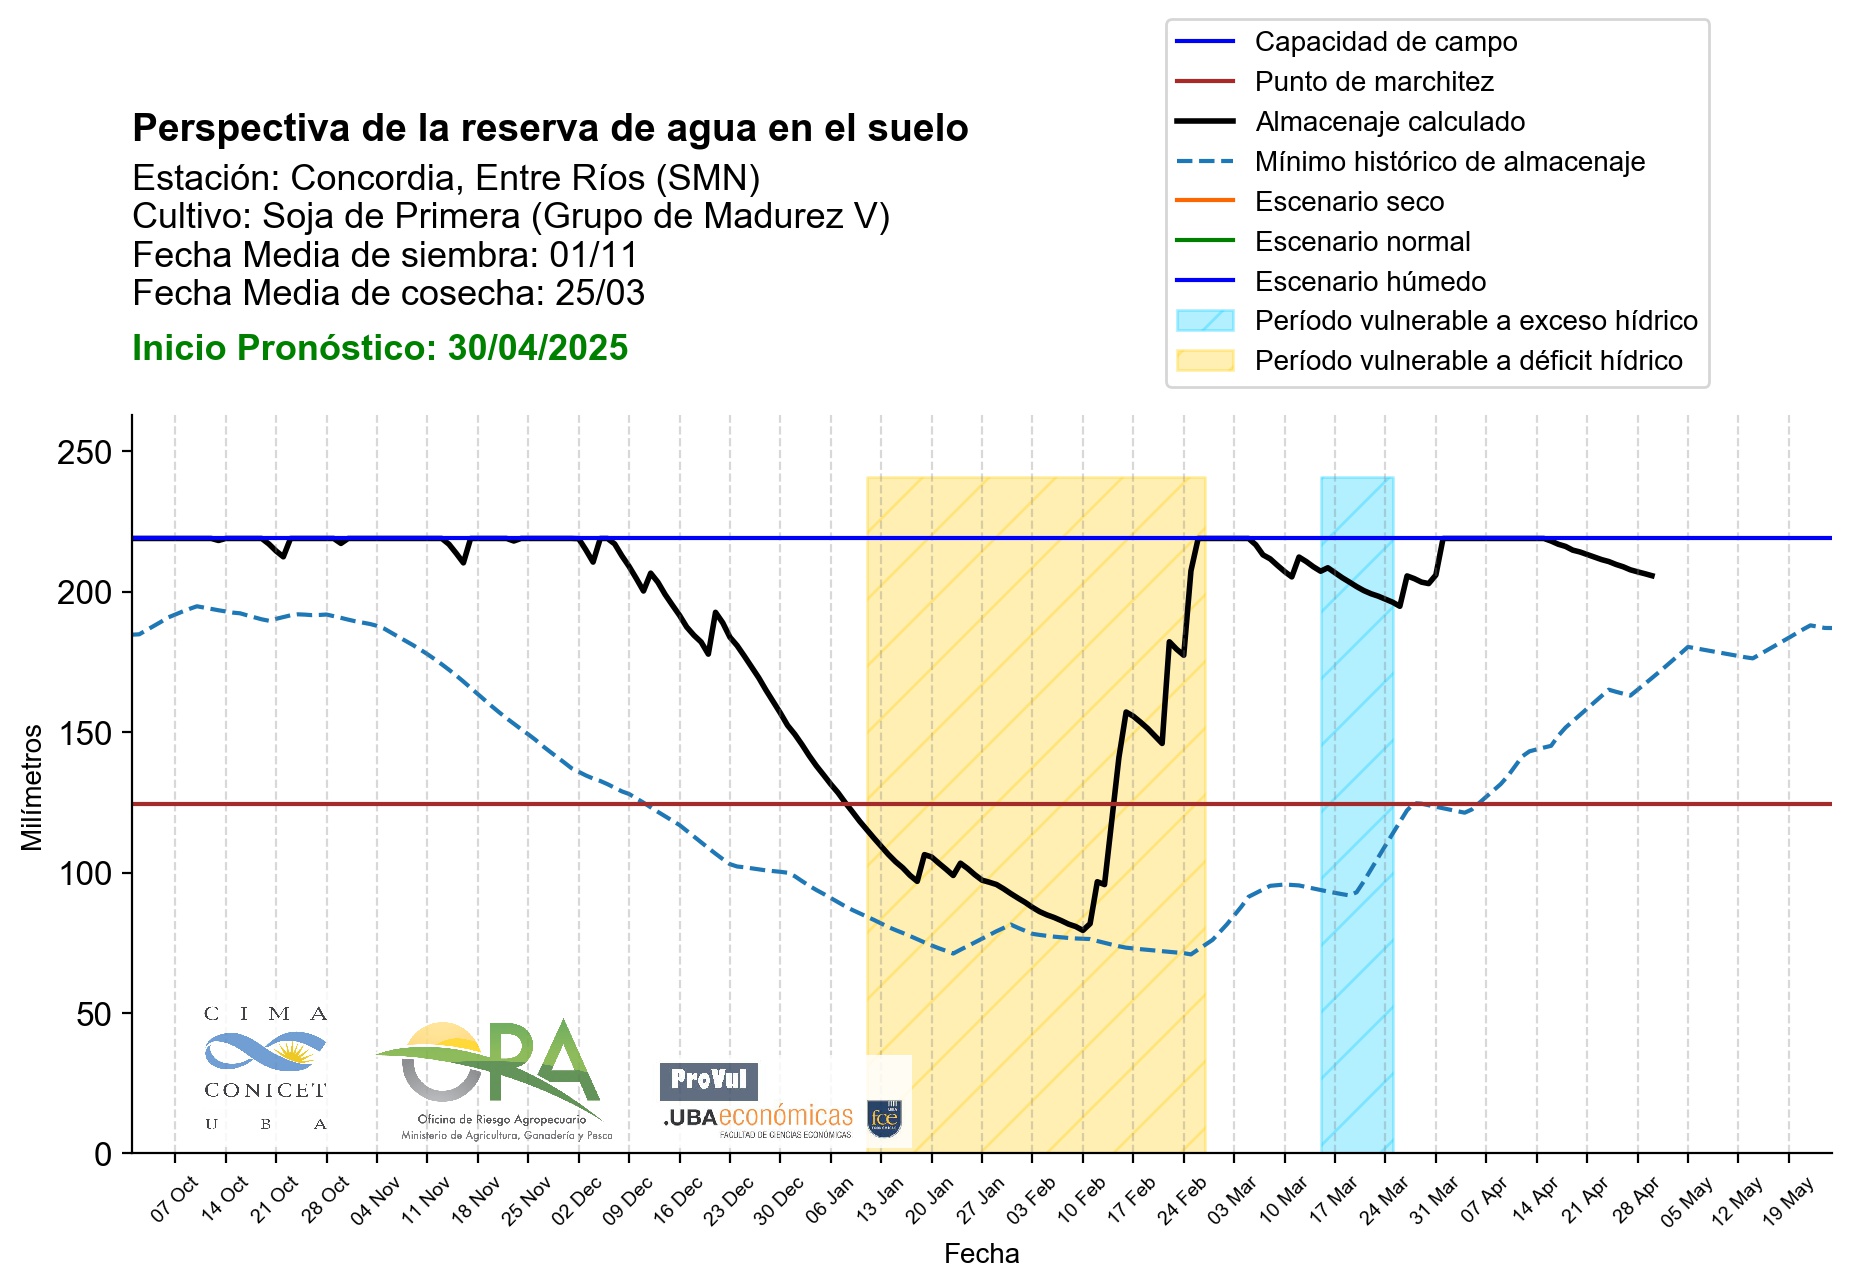 Capacidad de campo
Punto de marchitez
Almacenaje calculado
Mínimo histórico de almacenaje
Escenario seco
Escenario normal
Escenario húmedo
Período vulnerable a exceso hídrico
Período vulnerable a déficit hídrico
Perspectiva de la reserva de agua en el suelo
Estación: Concordia, Entre Ríos (SMN)
Cultivo: Soja de Primera (Grupo de Madurez V)
Fecha Media de siembra: 01/11
Fecha Media de cosecha: 25/03
Inicio Pronóstico: 30/04/2025
Milímetros
250
200
150
100
50
0
CIMA
CONICET
UBA
ORA
Oficina de Riesgo Agropecuario
Ministerio de Agricultura, Ganadería y Pesca
ProVul
.UBAeconómicas
FACULTAD DE CIENCIAS ECONÓMICAS
fce
07 Oct
14 Oct
21 Oct
28 Oct
04 Nov
11 Nov
18 Nov
25 Nov
02 Dec
09 Dec
16 Dec
23 Dec
30 Dec
06 Jan
13 Jan
20 Jan
27 Jan
03 Feb
10 Feb
17 Feb
24 Feb
03 Mar
10 Mar
17 Mar
24 Mar
31 Mar
07 Apr
14 Apr
21 Apr
28 Apr
05 May
12 May
19 May
Fecha